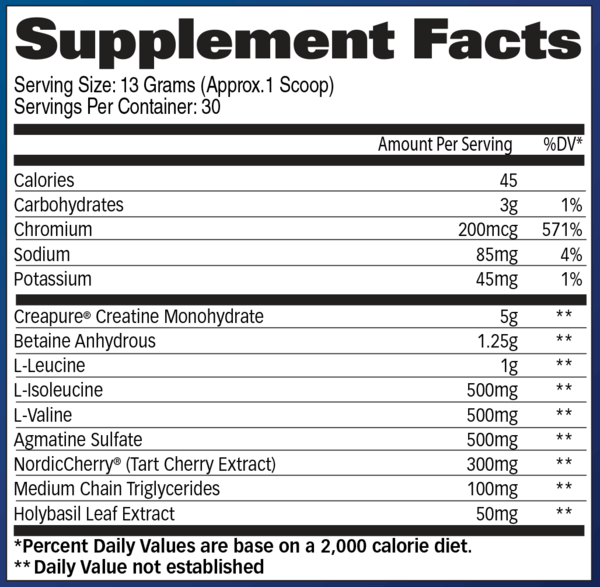 Supplement Facts
Serving Size: 13 Grams (Approx.1 Scoop)
Servings Per Container: 30
Amount Per Serving %DV*
Calories 45
Carbohydrates 3g 1%
Chromium 200mcg 571%
Sodium 85mg 4%
Potassium 45mg 1%
Creapure® Creatine Monohydrate 5g **
Betaine Anhydrous 1.25g **
L-Leucine 1g **
L-Isoleucine 500mg **
L-Valine 500mg **
Agmatine Sulfate 500mg **
NordicCherry® (Tart Cherry Extract) 300mg **
Medium Chain Triglycerides 100mg **
Holybasil Leaf Extract 50mg **
*Percent Daily Values are base on a 2,000 calorie diet.
**Daily Value not established